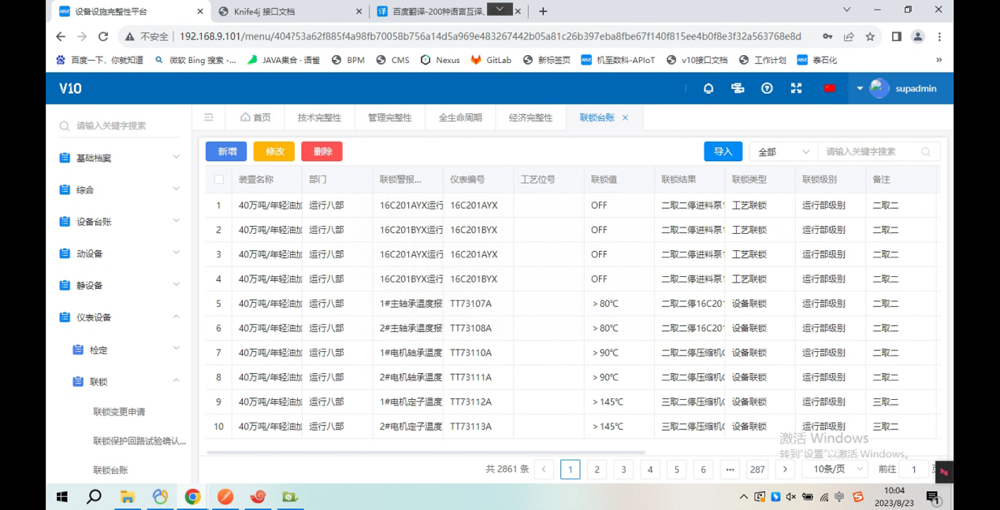 设备设施完整性平台
Knife4j 接口文档
百度翻译-200种语言互译、
不安全 192.168.9.101/menu/404?53a62f885f4a98fb70058b756a14d5a969e483267442b05a81c26b397eba8fbe67f140f815ee4b0f8e3f32a563768e8d
百度一下，你就知道 微软 Bing 搜索 -... JAVA集合 · 语雀 BPM CMS Nexus GitLab 新标签页 机至数科-APIoT v10接口文档 工作计划 泰石化 »
V10 supadmin
请输入关键字搜索
首页 技术完整性 管理完整性 全生命周期 经济完整性 联锁台账
基础档案
综合
设备台账
动设备
静设备
仪表设备
检定
联锁
联锁变更申请
联锁保护回路试验确认...
联锁台账
新增 修改 删除 导入 全部 请输入关键字搜索
装置名称 部门 联锁警报... 仪表编号 工艺位号 联锁值 联锁结果 联锁类型 联锁级别 备注
1 40万吨/年轻油加 运行八部 16C201AYX运行 16C201AYX OFF 二取二停进料泵1 工艺联锁 运行部级别 二取二
2 40万吨/年轻油加 运行八部 16C201BYX运行 16C201BYX OFF 二取二停进料泵1 工艺联锁 运行部级别 二取二
3 40万吨/年轻油加 运行八部 16C201AYX运行 16C201AYX OFF 二取二停进料泵1 工艺联锁 运行部级别 二取二
4 40万吨/年轻油加 运行八部 16C201BYX运行 16C201BYX OFF 二取二停进料泵1 工艺联锁 运行部级别 二取二
5 40万吨/年轻油加 运行八部 1#主轴承温度报 TT73107A ＞80℃ 二取二停16C201 设备联锁 运行部级别 二取二
6 40万吨/年轻油加 运行八部 2#主轴承温度报 TT73108A ＞80℃ 二取二停16C201 设备联锁 运行部级别 二取二
7 40万吨/年轻油加 运行八部 1#电机轴承温度 TT73110A ＞90℃ 二取二停压缩机C 设备联锁 运行部级别 二取二
8 40万吨/年轻油加 运行八部 2#电机轴承温度 TT73111A ＞90℃ 二取二停压缩机C 设备联锁 运行部级别 二取二
9 40万吨/年轻油加 运行八部 1#电机定子温度 TT73112A ＞145℃ 三取二停压缩机C 设备联锁 运行部级别 三取二
10 40万吨/年轻油加 运行八部 2#电机定子温度 TT73113A ＞145℃ 三取二停压缩机C 设备联锁 运行部级别 三取二
激活 Windows
转到"设置"以激活 Windows。
共 2861 条 1 2 3 4 5 6 ··· 287 10条/页 前往 1
中 10:04
2023/8/23 1